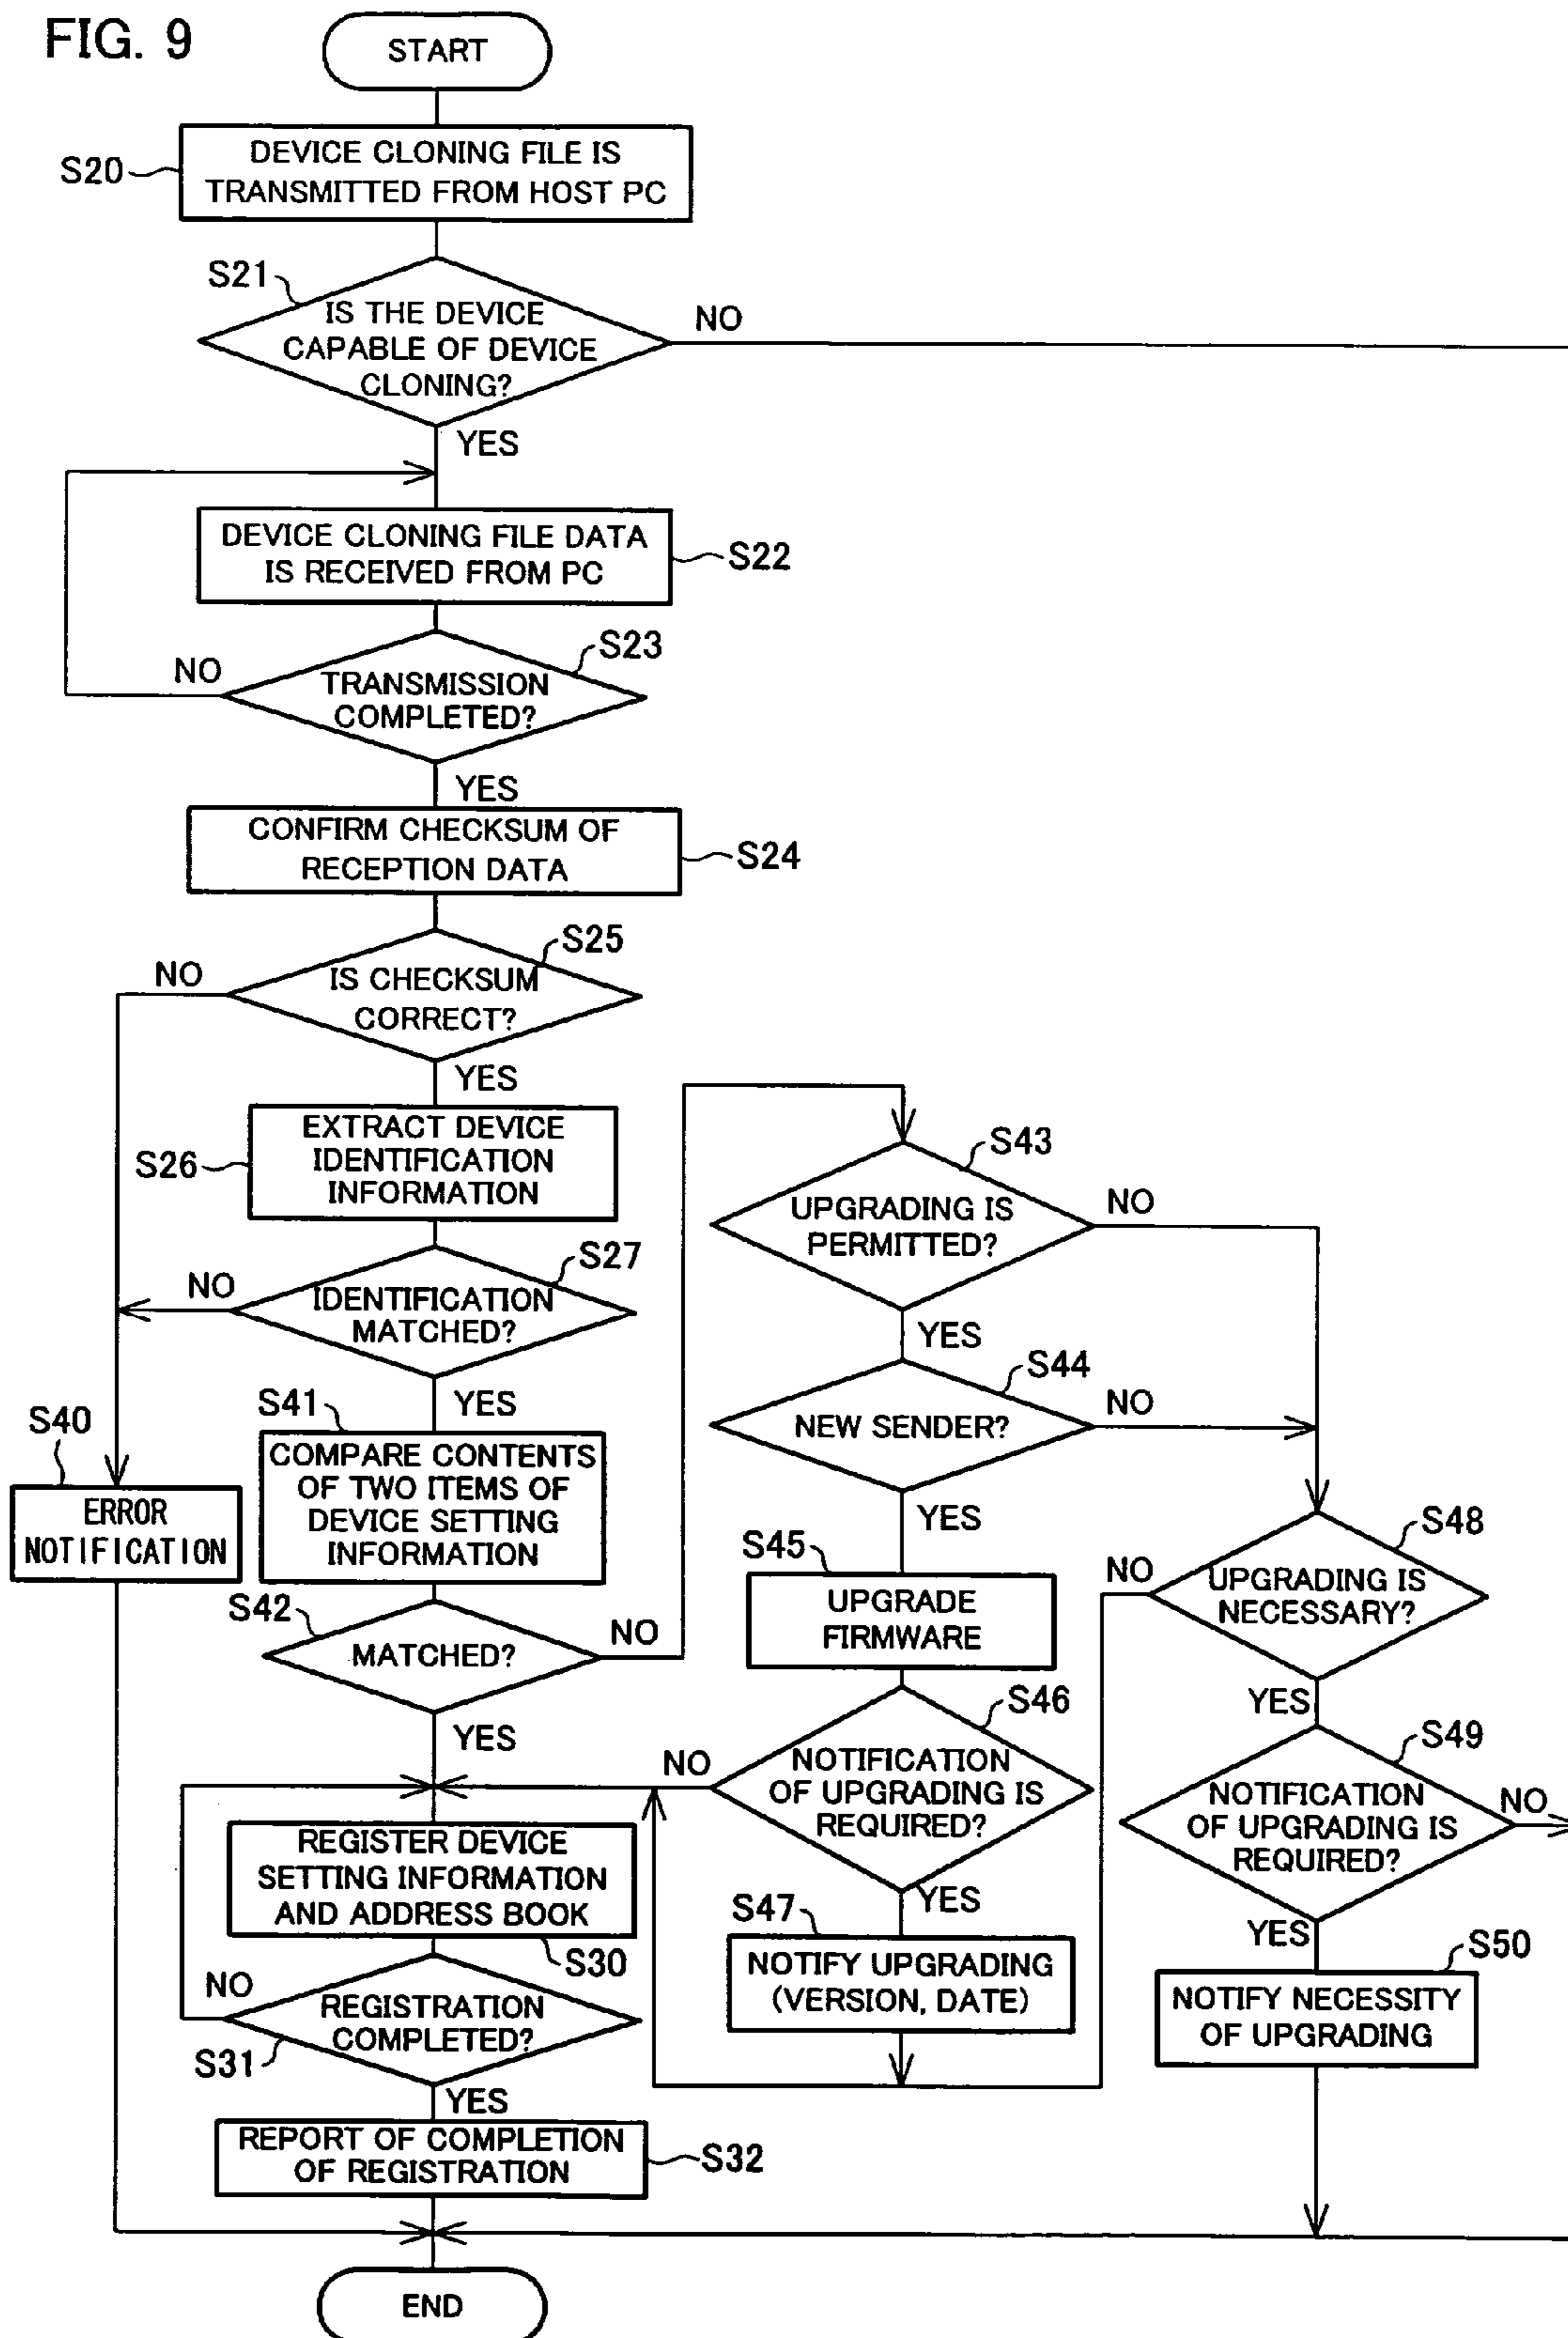 FIG. 9
START
S20
DEVICE CLONING FILE IS
TRANSMITTED FROM HOST PC
S21
IS THE DEVICE
CAPABLE OF DEVICE
CLONING?
NO
YES
DEVICE CLONING FILE DATA
IS RECEIVED FROM PC
S22
S23
NO
TRANSMISSION
COMPLETED?
YES
CONFIRM CHECKSUM OF
RECEPTION DATA
S24
S25
NO
IS CHECKSUM
CORRECT?
YES
S26
EXTRACT DEVICE
IDENTIFICATION
INFORMATION
S27
NO
IDENTIFICATION
MATCHED?
YES
S40
ERROR
NOTIFICATION
S41
COMPARE CONTENTS
OF TWO ITEMS OF
DEVICE SETTING
INFORMATION
S42
MATCHED?
NO
YES
REGISTER DEVICE
SETTING INFORMATION
AND ADDRESS BOOK
S30
NO
REGISTRATION
COMPLETED?
S31
YES
REPORT OF COMPLETION
OF REGISTRATION
S32
END
S43
UPGRADING IS
PERMITTED?
NO
YES
S44
NEW SENDER?
NO
YES
S45
UPGRADE
FIRMWARE
S46
NO
NOTIFICATION
OF UPGRADING IS
REQUIRED?
YES
S47
NOTIFY UPGRADING
(VERSION, DATE)
S48
NO
UPGRADING IS
NECESSARY?
YES
S49
NOTIFICATION
OF UPGRADING IS
REQUIRED?
NO
YES
S50
NOTIFY NECESSITY
OF UPGRADING